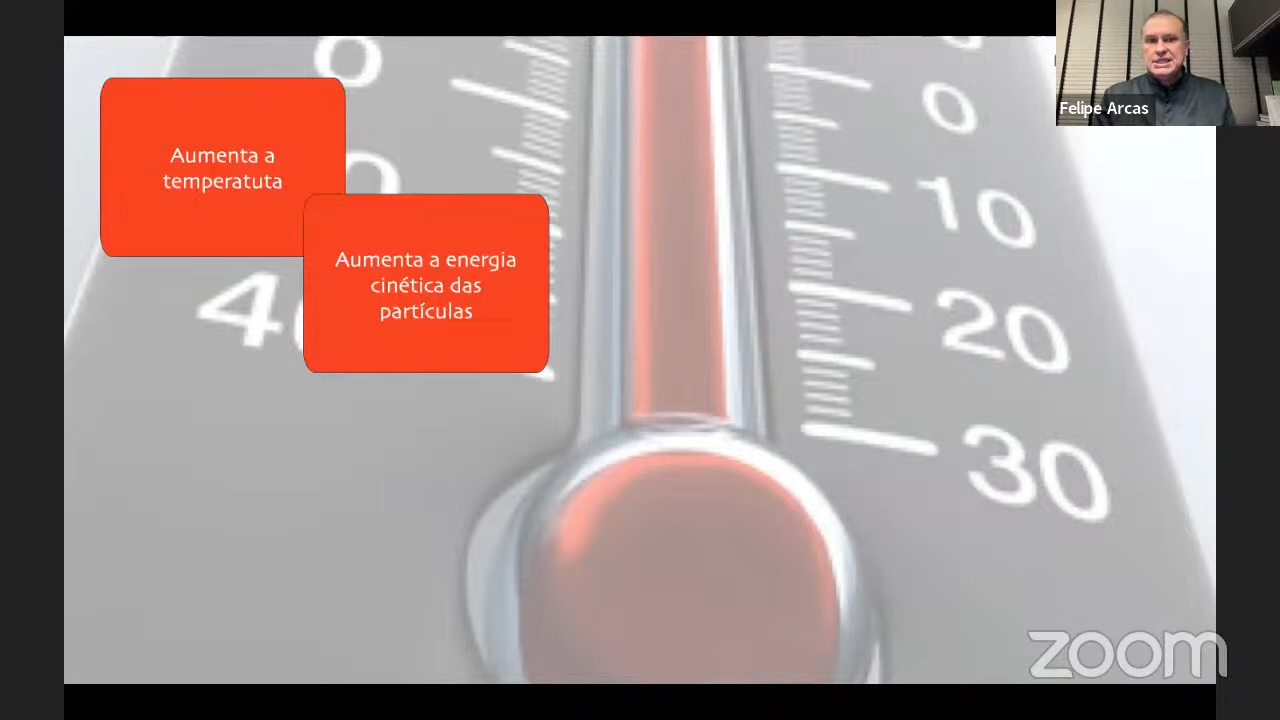 Felipe Arcas
Aumenta a
temperatuta
Aumenta a energia
cinética das
partículas
40
0
10
20
30
zoom